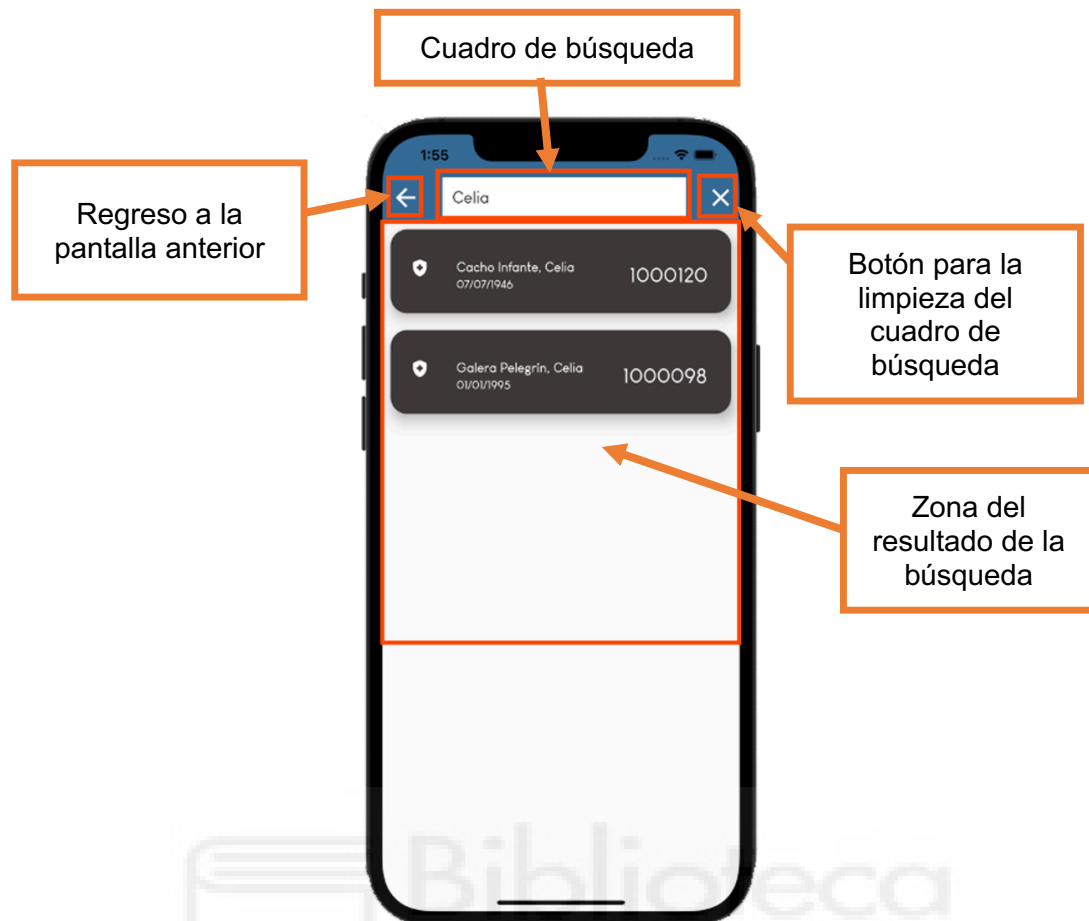 Cuadro de búsqueda
1:55
Regreso a la
pantalla anterior
Celia
Botón para la
limpieza del
cuadro de
búsqueda
Cacho Infante, Celia
07/07/1946
1000120
Galera Pelegrín, Celia
01/01/1995
1000098
Zona del
resultado de la
búsqueda
Biblioteca